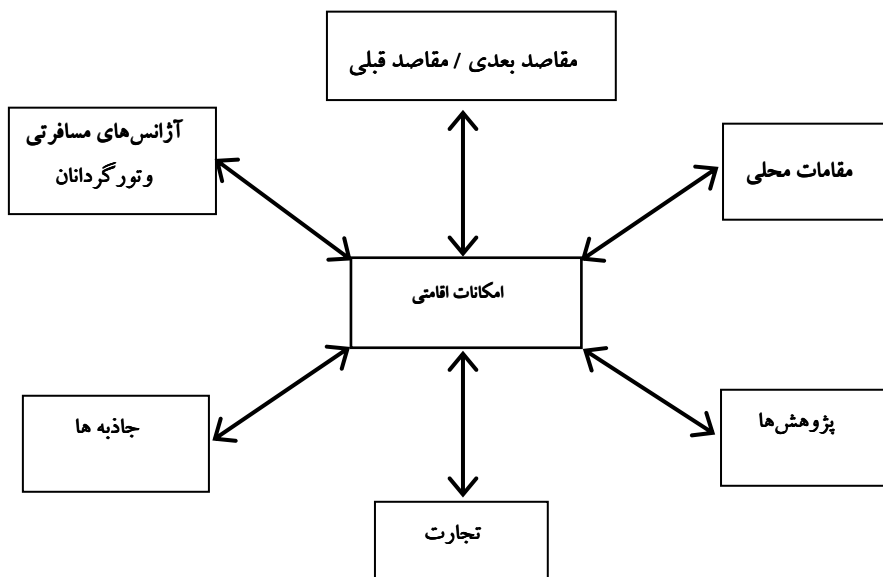 مقاصد بعدی / مقاصد قبلی
آژانس‌های مسافرتی
وتورگردانان
مقامات محلی
امکانات اقامتی
جاذبه ها
پژوهش‌ها
تجارت